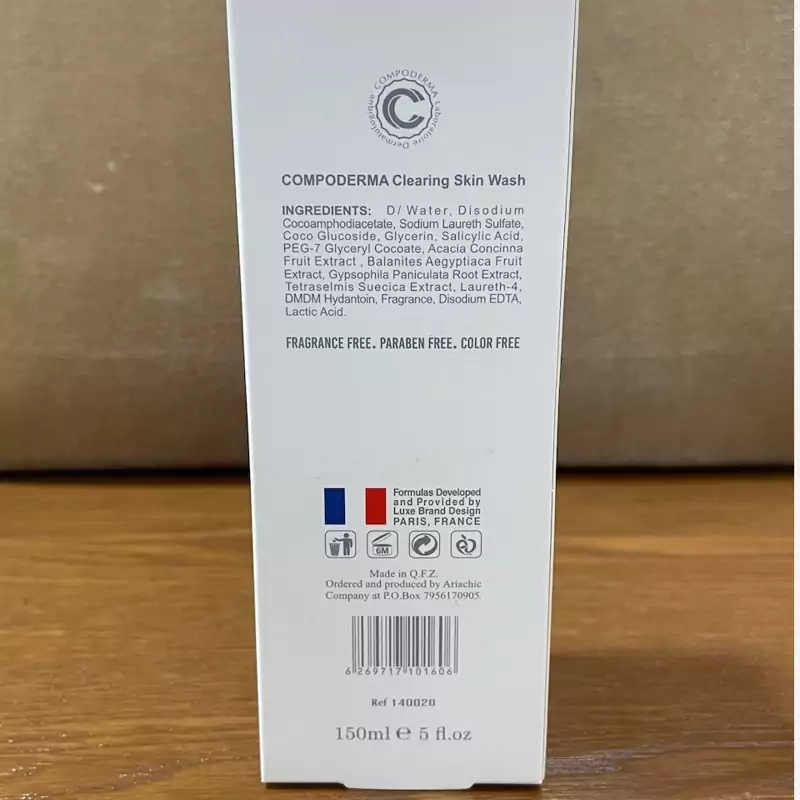 COMPODERMA
Laboratoire Dermatologique
COMPODERMA Clearing Skin Wash
INGREDIENTS: D/ Water, Disodium
Cocoamphodiacetate, Sodium Laureth Sulfate,
Coco Glucoside, Glycerin, Salicylic Acid,
PEG-7 Glyceryl Cocoate, Acacia Concinna
Fruit Extract , Balanites Aegyptiaca Fruit
Extract, Gypsophila Paniculata Root Extract,
Tetraselmis Suecica Extract, Laureth-4,
DMDM Hydantoin, Fragrance, Disodium EDTA,
Lactic Acid.
FRAGRANCE FREE. PARABEN FREE. COLOR FREE
Formulas Developed
and Provided by
Luxe Brand Design
PARIS, FRANCE
6M
Made in Q.F.Z.
Ordered and produced by Ariachic
Company at P.O.Box 7956170905.
6 269717 101606
Ref 140020
150ml e 5 fl.oz